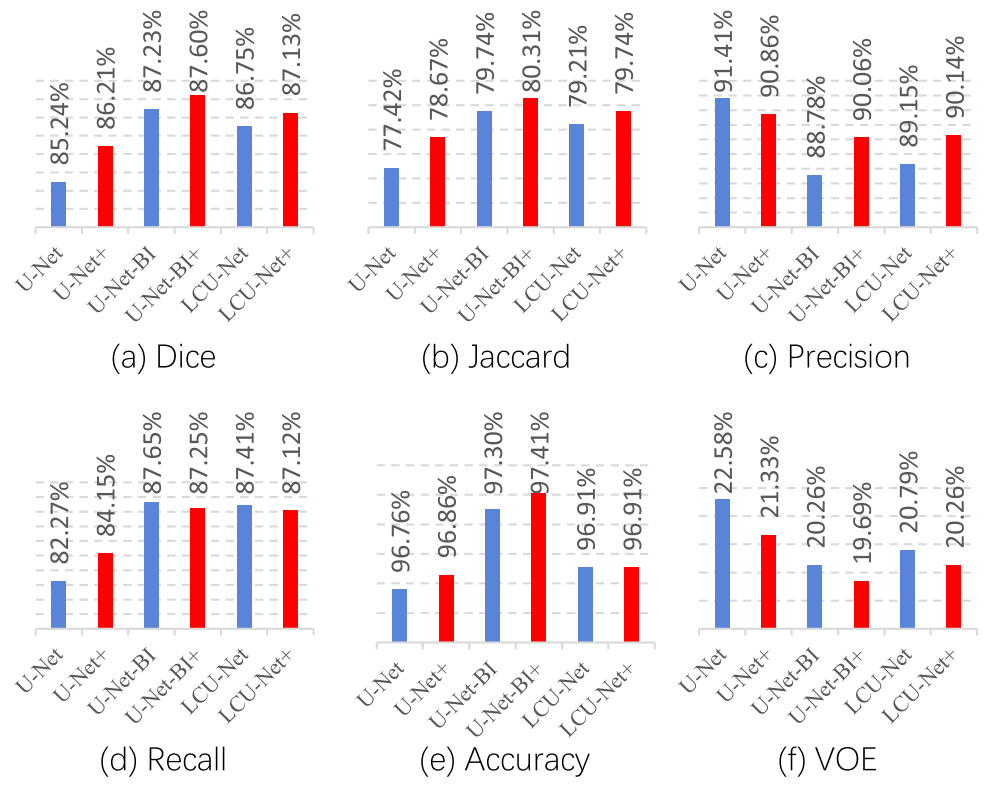 85.24%
86.21%
87.23%
87.60%
86.75%
87.13%
U-Net
U-Net+
U-Net-BI
U-Net-BI+
LCU-Net
LCU-Net+
(a) Dice
77.42%
78.67%
79.74%
80.31%
79.21%
79.74%
U-Net
U-Net+
U-Net-BI
U-Net-BI+
LCU-Net
LCU-Net+
(b) Jaccard
91.41%
90.86%
88.78%
90.06%
89.15%
90.14%
U-Net
U-Net+
U-Net-BI
U-Net-BI+
LCU-Net
LCU-Net+
(c) Precision
82.27%
84.15%
87.65%
87.25%
87.41%
87.12%
U-Net
U-Net+
U-Net-BI
U-Net-BI+
LCU-Net
LCU-Net+
(d) Recall
96.76%
96.86%
97.30%
97.41%
96.91%
96.91%
U-Net
U-Net+
U-Net-BI
U-Net-BI+
LCU-Net
LCU-Net+
(e) Accuracy
22.58%
21.33%
20.26%
19.69%
20.79%
20.26%
U-Net
U-Net+
U-Net-BI
U-Net-BI+
LCU-Net
LCU-Net+
(f) VOE